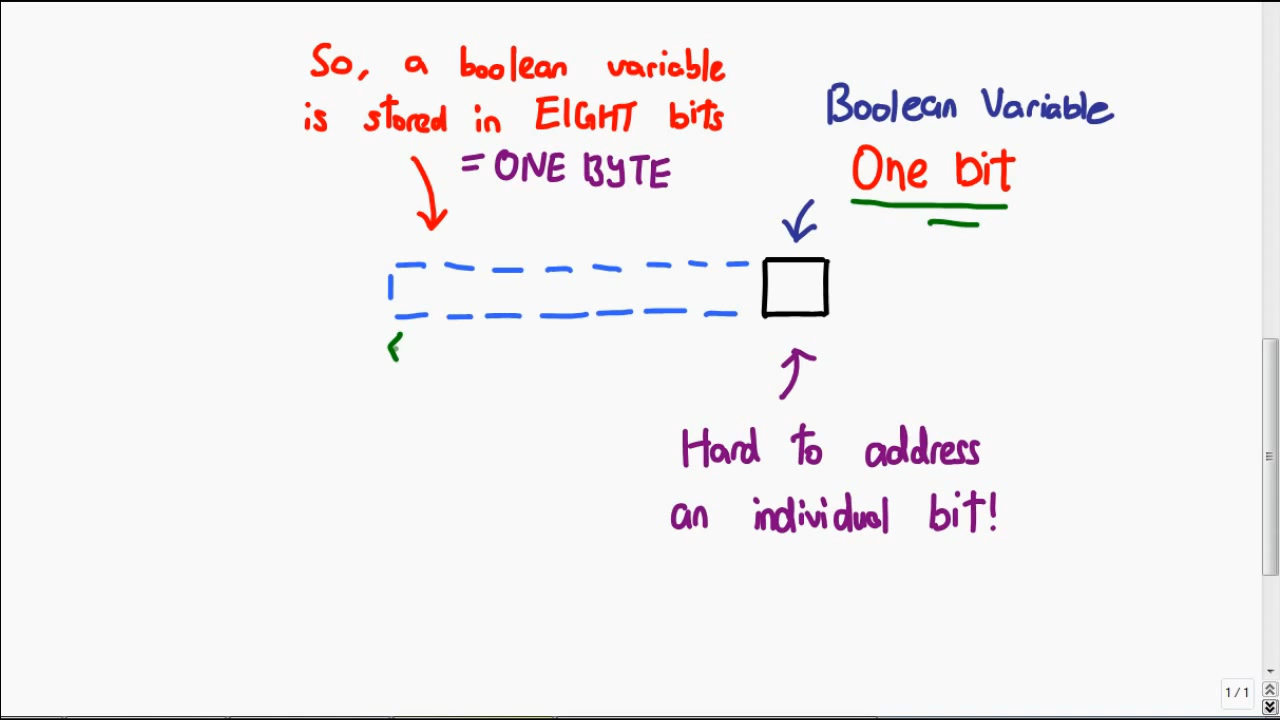 So, a boolean variable
is stored in EIGHT bits
= ONE BYTE
Boolean Variable
One bit
Hard to address
an individual bit!
1 / 1